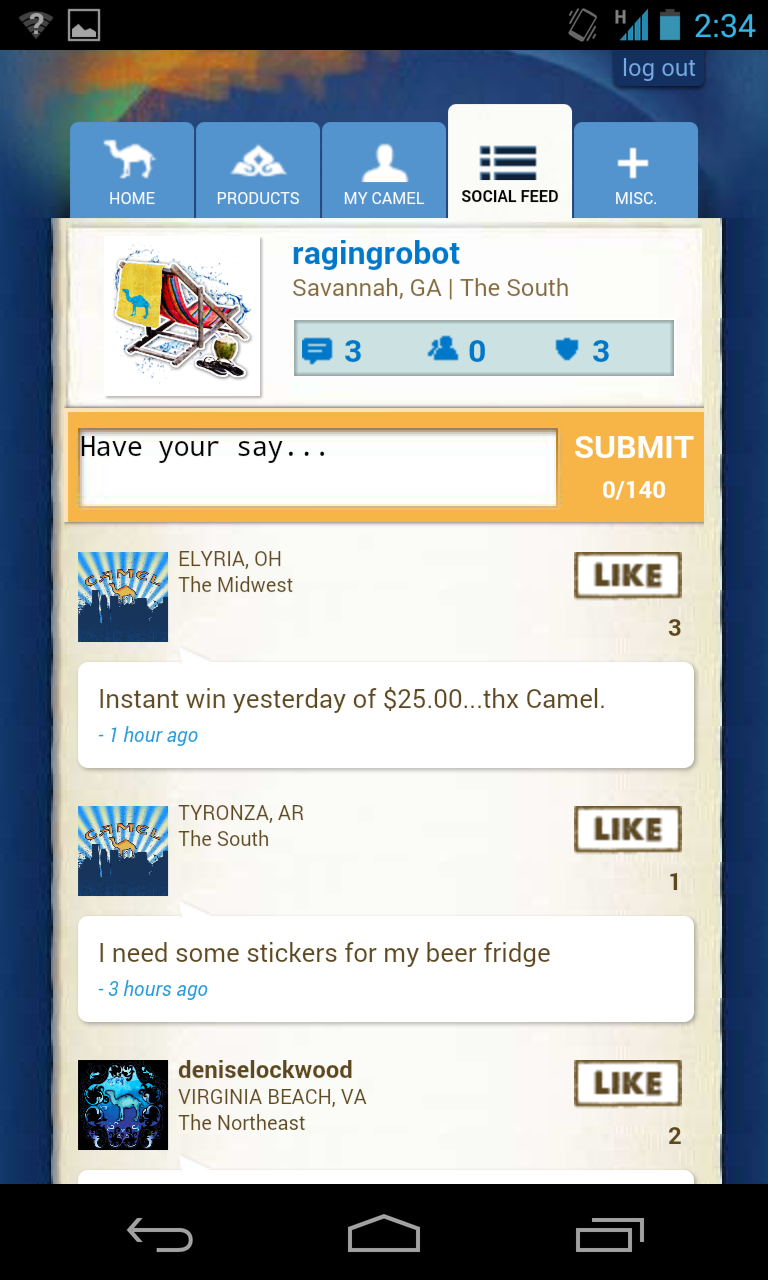 H 2:34
log out
HOME PRODUCTS MY CAMEL SOCIAL FEED MISC.
ragingrobot
Savannah, GA | The South
3 0 3
Have your say...
SUBMIT
0/140
CAMEL
ELYRIA, OH
The Midwest
LIKE
3
Instant win yesterday of $25.00...thx Camel.
- 1 hour ago
CAMEL
TYRONZA, AR
The South
LIKE
1
I need some stickers for my beer fridge
- 3 hours ago
deniselockwood
VIRGINIA BEACH, VA
The Northeast
LIKE
2